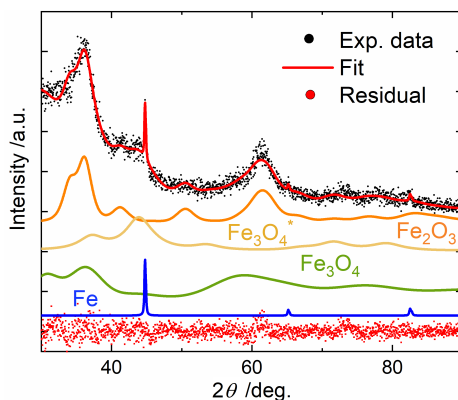 Exp. data
Fit
Residual
Intensity /a.u.
Fe₃O₄*
Fe₂O₃
Fe₃O₄
Fe
40
60
80
2θ /deg.